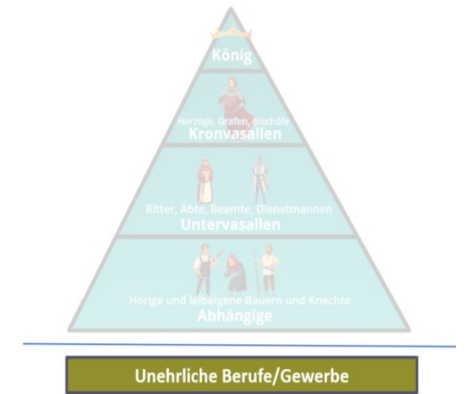 König
Herzöge, Grafen, Bischöfe
Kronvasallen
Ritter, Äbte, Beamte, Dienstmannen
Untervasallen
Hörige und leibeigene Bauern und Knechte
Abhängige
Unehrliche Berufe/Gewerbe